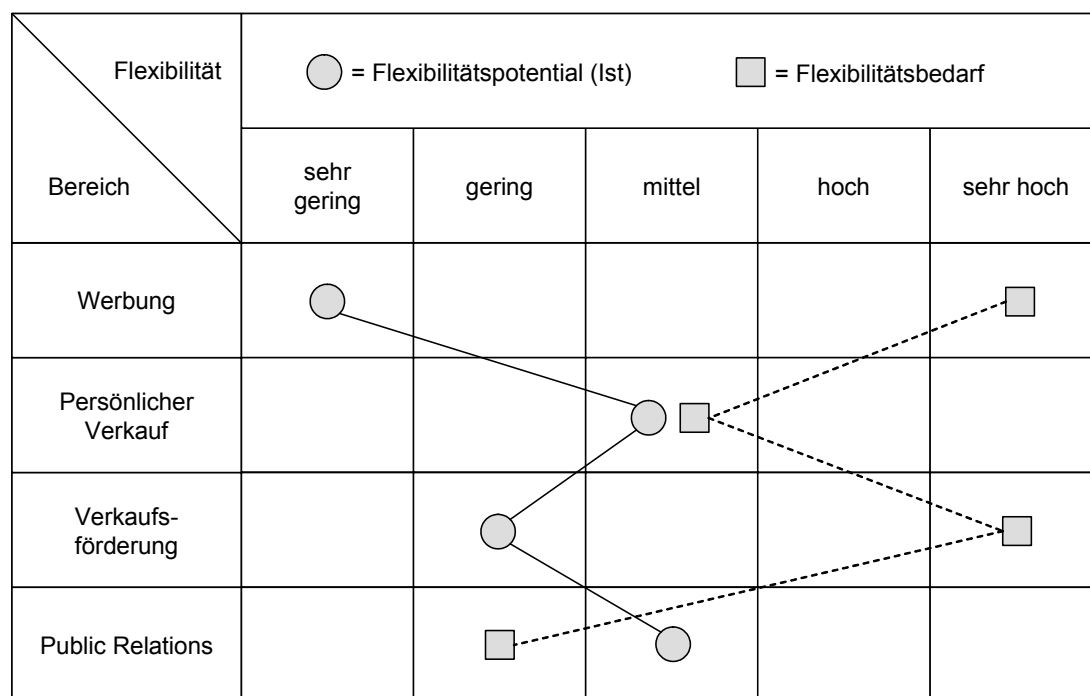 Flexibilität
= Flexibilitätspotential (Ist)
= Flexibilitätsbedarf
Bereich
sehr
gering
gering
mittel
hoch
sehr hoch
Werbung
Persönlicher
Verkauf
Verkaufs-
förderung
Public Relations